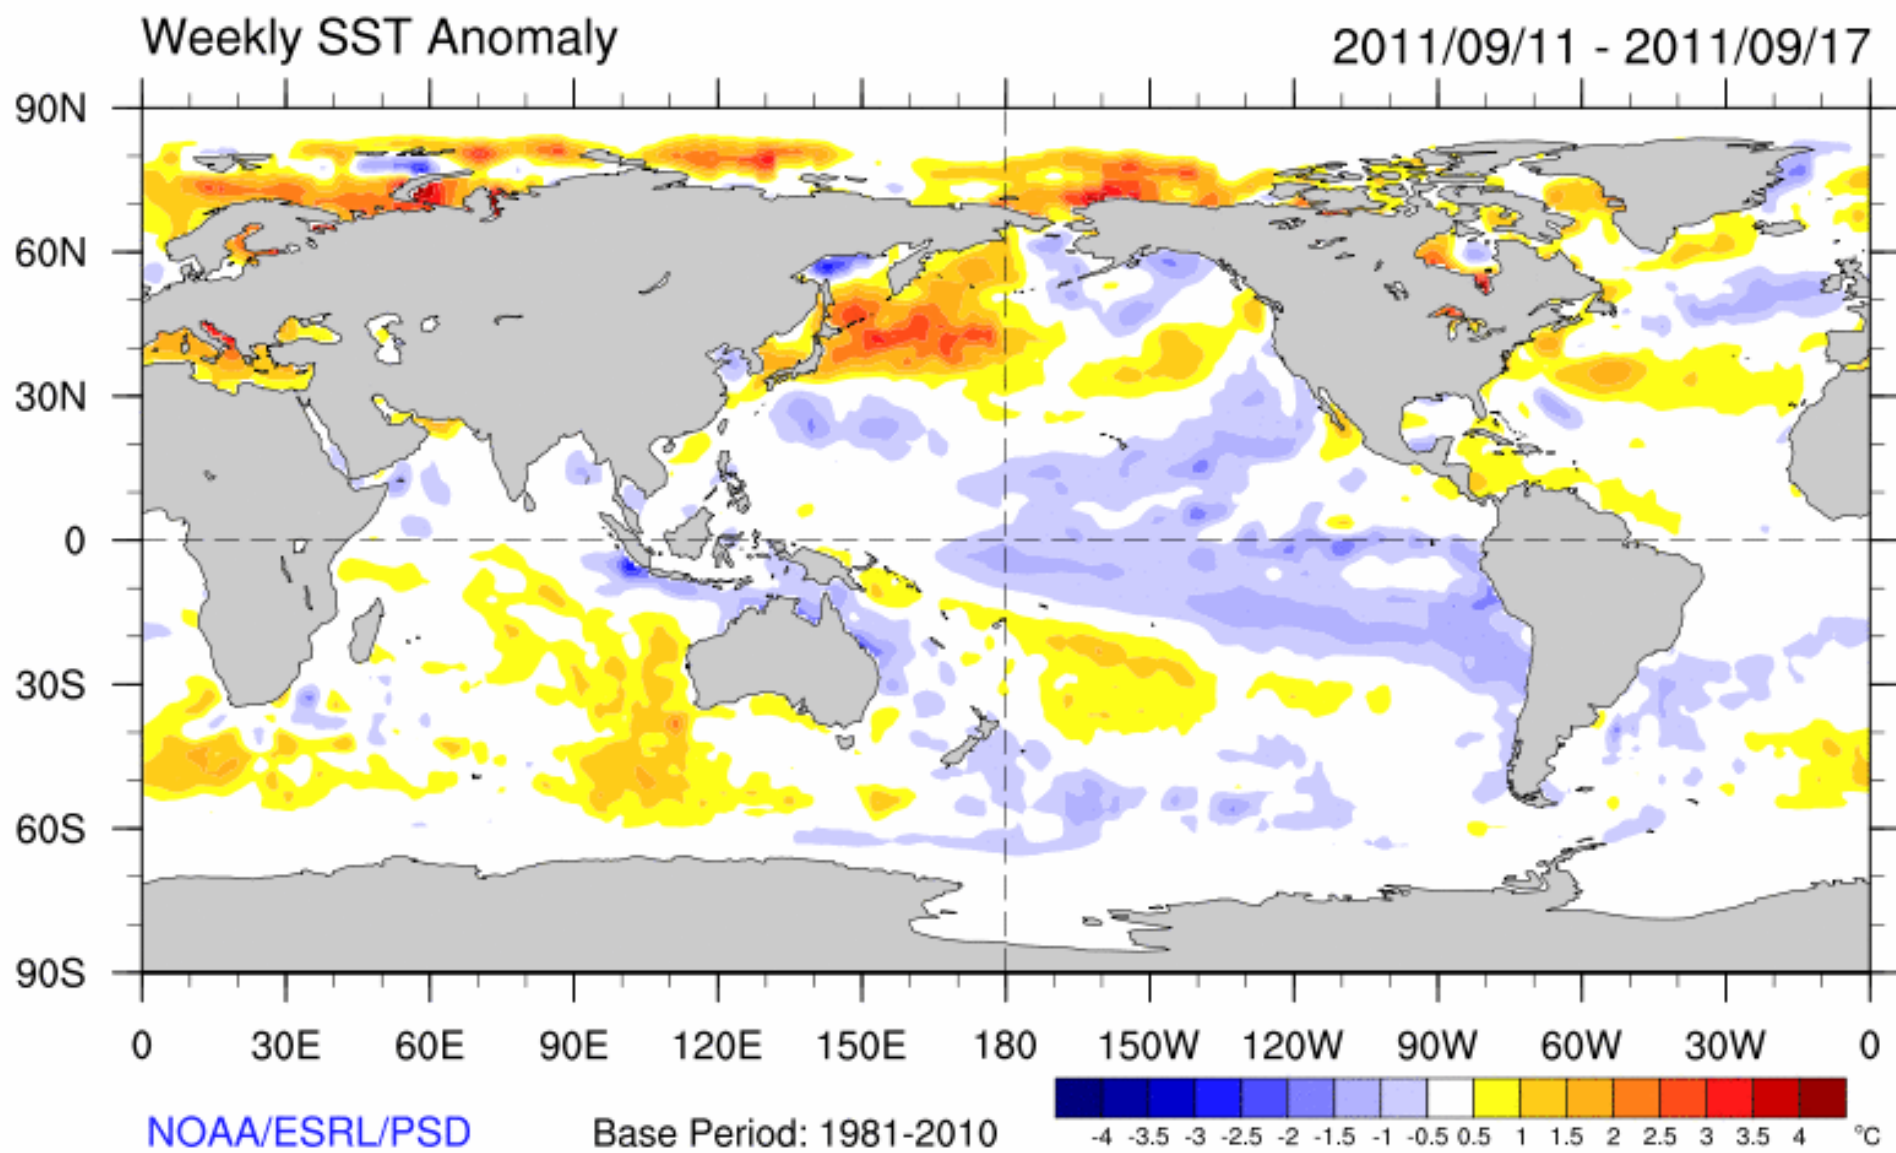 Weekly SST Anomaly
2011/09/11 - 2011/09/17
90N
60N
30N
0
30S
60S
90S
0 30E 60E 90E 120E 150E 180 150W 120W 90W 60W 30W 0
NOAA/ESRL/PSD
Base Period: 1981-2010
-4 -3.5 -3 -2.5 -2 -1.5 -1 -0.5 0.5 1 1.5 2 2.5 3 3.5 4 °C